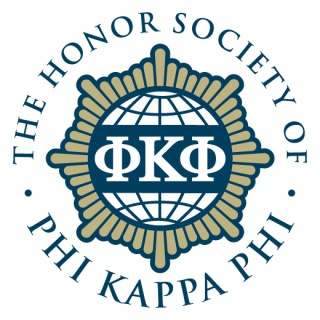 THE HONOR SOCIETY OF
ΦΚΦ
• PHI KAPPA PHI •